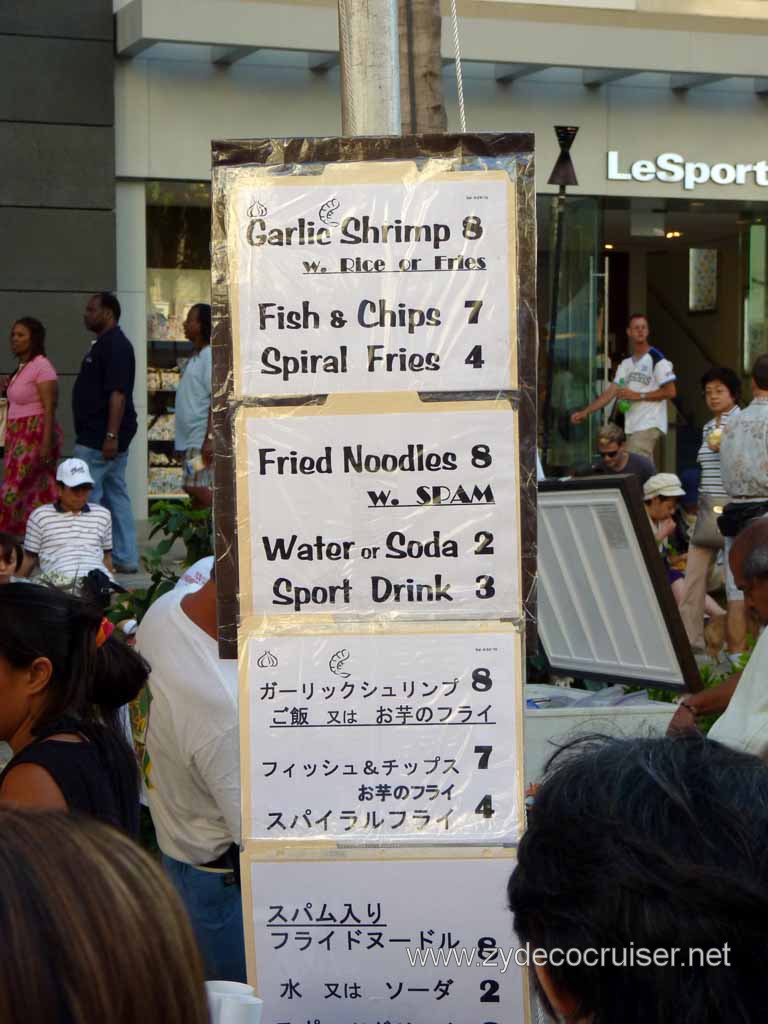 LeSport
Garlic Shrimp 8
w. Rice or Fries
Fish & Chips 7
Spiral Fries 4
Fried Noodles 8
w. SPAM
Water or Soda 2
Sport Drink 3
ガーリックシュリンプ 8
ご飯 又は お芋のフライ
フィッシュ&チップス 7
お芋のフライ
スパイラルフライ 4
スパム入り
フライドヌードル 8
www.zydecocruiser.net
水 又は ソーダ 2